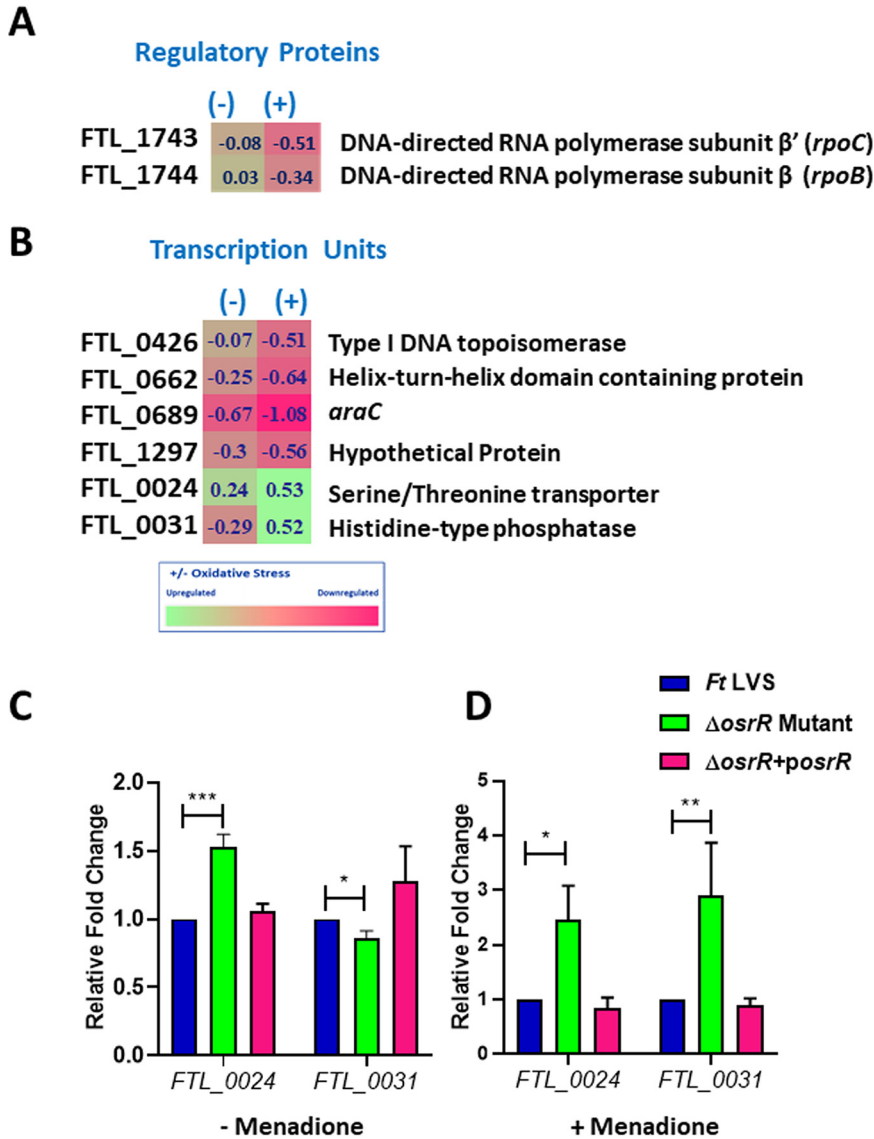 A
Regulatory Proteins
(-) (+)
FTL_1743 -0.08 -0.51 DNA-directed RNA polymerase subunit β' (rpoC)
FTL_1744 0.03 -0.34 DNA-directed RNA polymerase subunit β (rpoB)
B
Transcription Units
(-) (+)
FTL_0426 -0.07 -0.51 Type I DNA topoisomerase
FTL_0662 -0.25 -0.64 Helix-turn-helix domain containing protein
FTL_0689 -0.67 -1.08 araC
FTL_1297 -0.3 -0.56 Hypothetical Protein
FTL_0024 0.24 0.53 Serine/Threonine transporter
FTL_0031 -0.29 0.52 Histidine-type phosphatase
+/- Oxidative Stress
Upregulated Downregulated
C
Relative Fold Change
2.0
1.5
1.0
0.5
0.0
***
*
FTL_0024 FTL_0031
- Menadione
D
Ft LVS
ΔosrR Mutant
ΔosrR+posrR
Relative Fold Change
5
4
3
2
1
0
*
**
FTL_0024 FTL_0031
+ Menadione